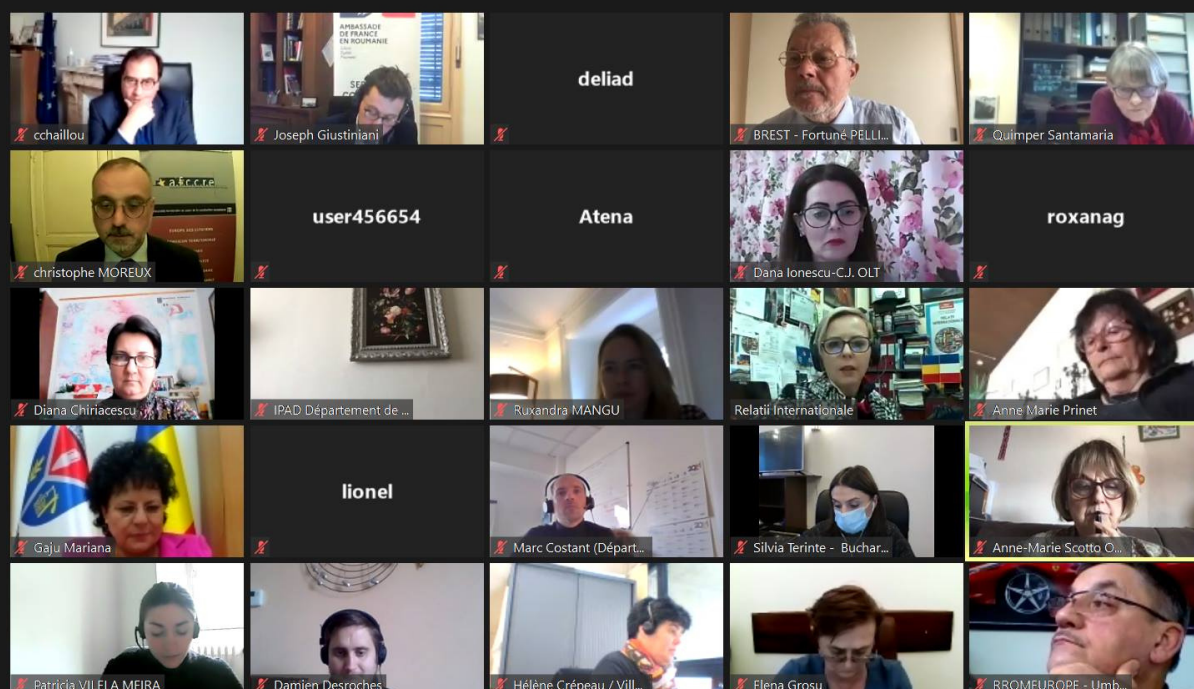 AMBASSADE
DE FRANCE
EN ROUMANIE
cchaillou
Joseph Giustiniani
deliad
BREST - Fortuné PELLI...
Quimper Santamaria
christophe MOREUX
user456654
Atena
Dana Ionescu-C.J. OLT
roxanag
Diana Chiriacescu
IPAD Département de ...
Ruxandra MANGU
Relatii Internationale
Anne Marie Prinet
Gaju Mariana
lionel
Marc Costant (Départ...
Silvia Terinte - Buchar...
Anne-Marie Scotto O...
Patricia VILELA MEIRA
Damien Desroches
Hélène Crépeau / Vill...
Elena Grosu
RROMEUROPE - Umb...